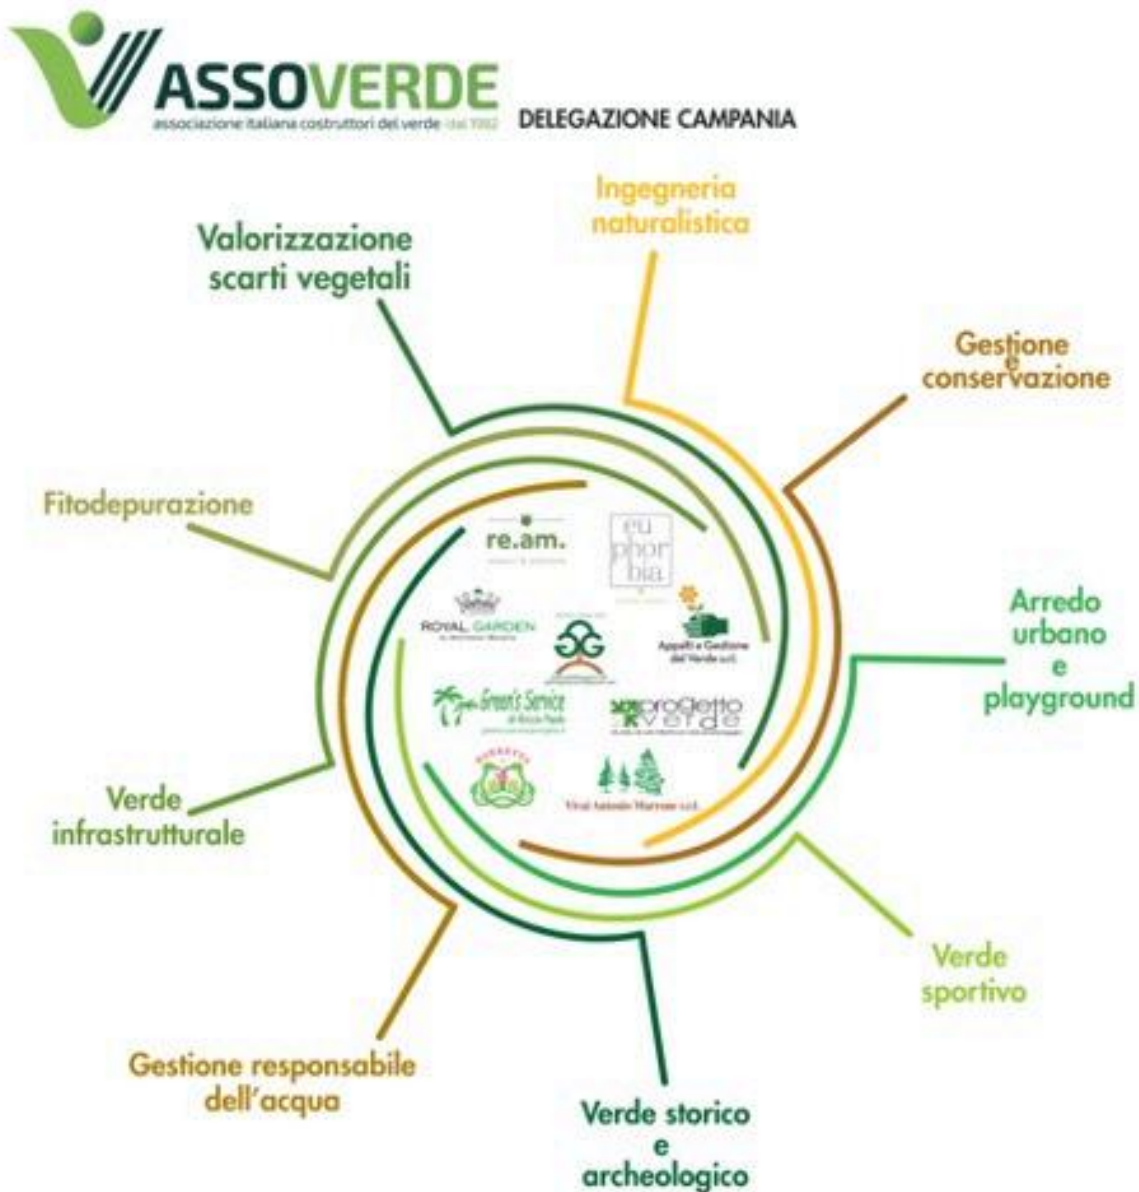 ASSOVERDE
associazione italiana costruttori del verde dal 1982
DELEGAZIONE CAMPANIA
Ingegneria
naturalistica
Valorizzazione
scarti vegetali
Gestione
e
conservazione
Fitodepurazione
Arredo
urbano
e
playground
Verde
infrastrutturale
Verde
sportivo
Gestione responsabile
dell'acqua
Verde storico
e
archeologico
re.am.
eu
phor
bia
ROYAL GARDEN
Appalti e Gestione
del Verde s.r.l.
Green's Service
progetto
verde
Vivai Antonio Marrone s.r.l.